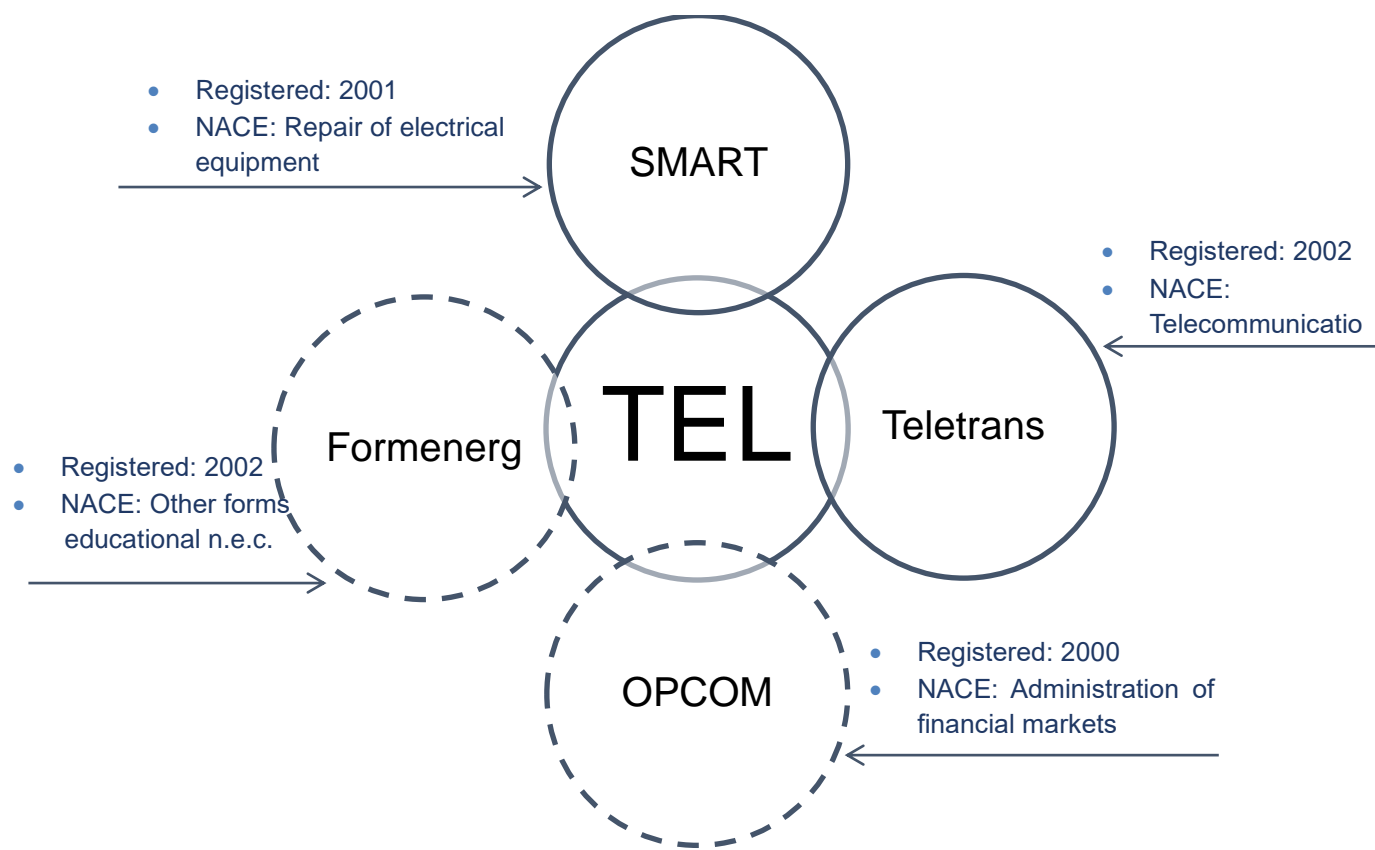 • Registered: 2001
• NACE: Repair of electrical
equipment
SMART
• Registered: 2002
• NACE:
Telecommunicatio
TEL
Teletrans
Formenerg
• Registered: 2002
• NACE: Other forms
educational n.e.c.
• Registered: 2000
• NACE: Administration of
financial markets
OPCOM